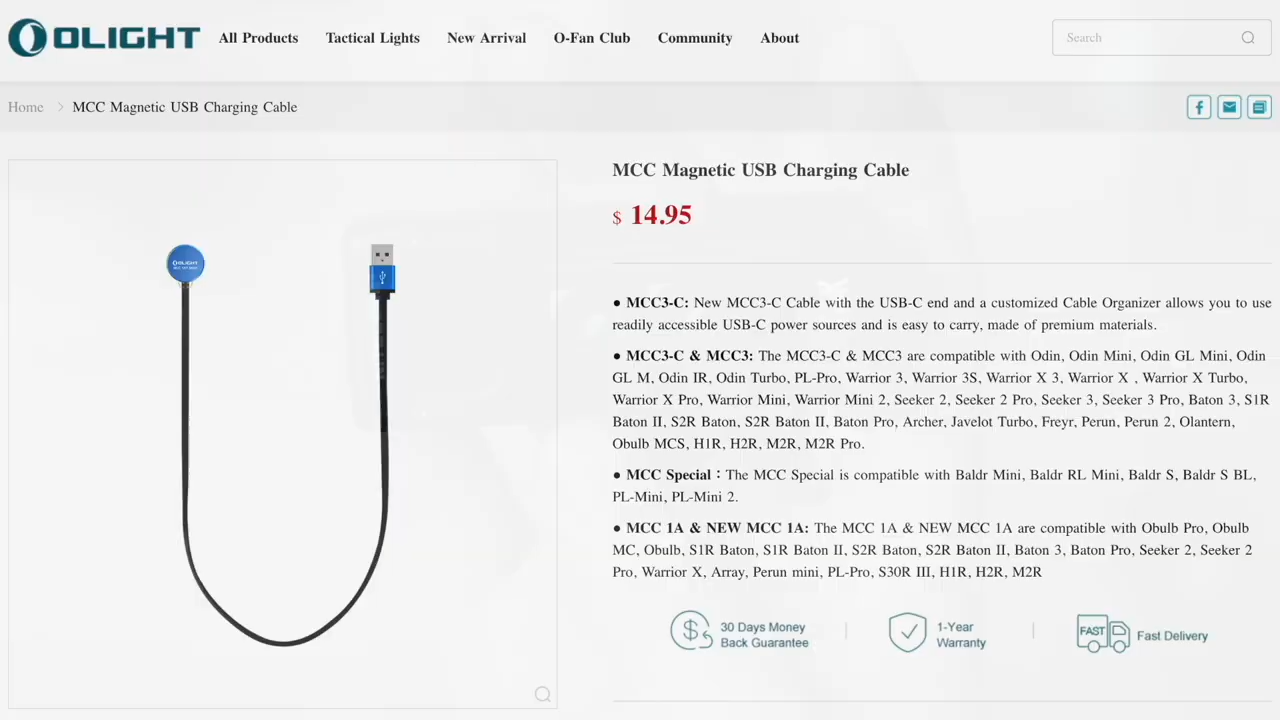 OLIGHT All Products Tactical Lights New Arrival O-Fan Club Community About Search
Home > MCC Magnetic USB Charging Cable
OLIGHT
MCC Magnetic USB Charging Cable
$ 14.95
● MCC3-C: New MCC3-C Cable with the USB-C end and a customized Cable Organizer allows you to use
readily accessible USB-C power sources and is easy to carry, made of premium materials.
● MCC3-C & MCC3: The MCC3-C & MCC3 are compatible with Odin, Odin Mini, Odin GL Mini, Odin
GL M, Odin IR, Odin Turbo, PL-Pro, Warrior 3, Warrior 3S, Warrior X 3, Warrior X , Warrior X Turbo,
Warrior X Pro, Warrior Mini, Warrior Mini 2, Seeker 2, Seeker 2 Pro, Seeker 3, Seeker 3 Pro, Baton 3, S1R
Baton II, S2R Baton, S2R Baton II, Baton Pro, Archer, Javelot Turbo, Freyr, Perun, Perun 2, Olantern,
Obulb MCS, H1R, H2R, M2R, M2R Pro.
● MCC Special：The MCC Special is compatible with Baldr Mini, Baldr RL Mini, Baldr S, Baldr S BL,
PL-Mini, PL-Mini 2.
● MCC 1A & NEW MCC 1A: The MCC 1A & NEW MCC 1A are compatible with Obulb Pro, Obulb
MC, Obulb, S1R Baton, S1R Baton II, S2R Baton, S2R Baton II, Baton 3, Baton Pro, Seeker 2, Seeker 2
Pro, Warrior X, Array, Perun mini, PL-Pro, S30R III, H1R, H2R, M2R
30 Days Money
Back Guarantee
1-Year
Warranty
FAST
Fast Delivery